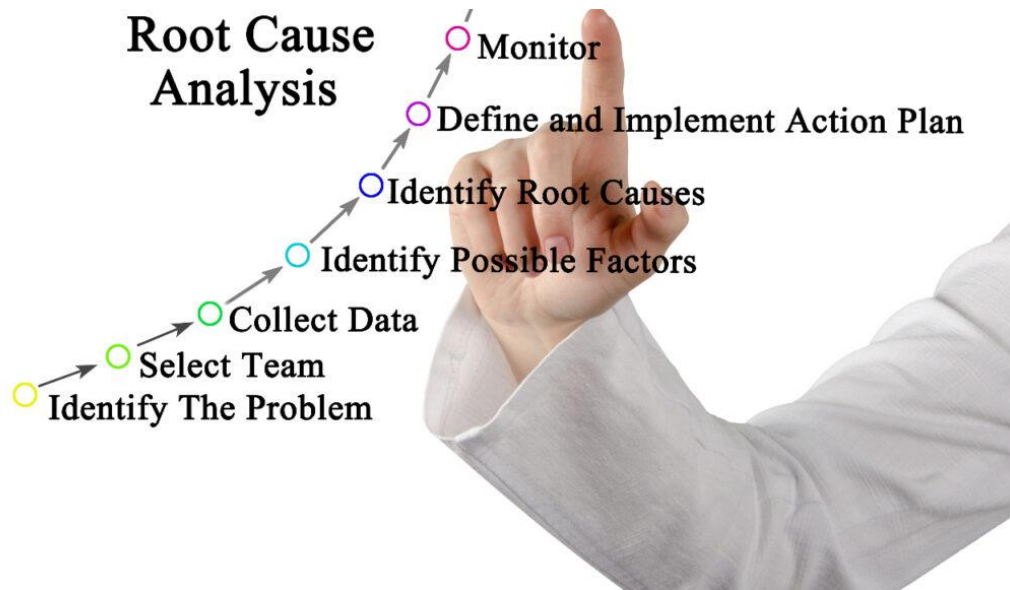 Root Cause
Analysis
Monitor
Define and Implement Action Plan
Identify Root Causes
Identify Possible Factors
Collect Data
Select Team
Identify The Problem